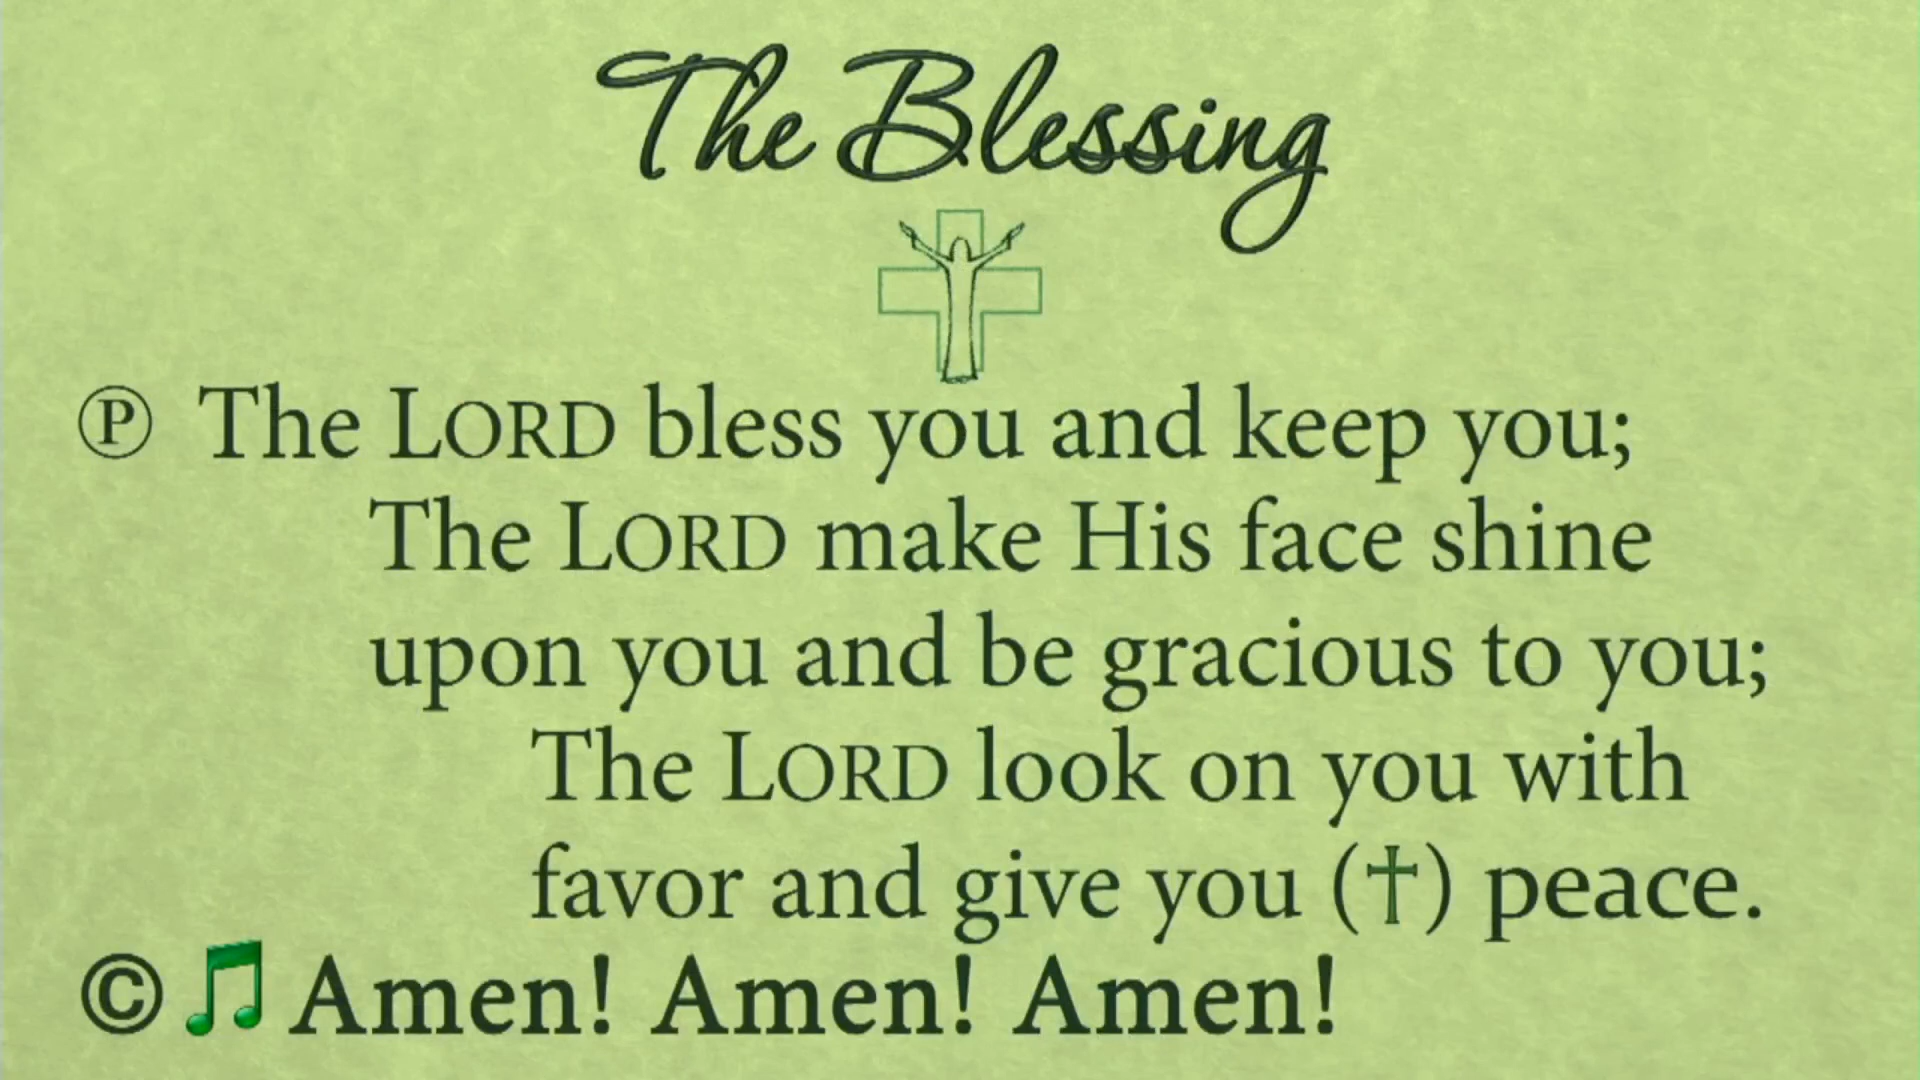 The Blessing
Ⓟ The LORD bless you and keep you;
The LORD make His face shine
upon you and be gracious to you;
The LORD look on you with
favor and give you (†) peace.
© ♫ Amen! Amen! Amen!